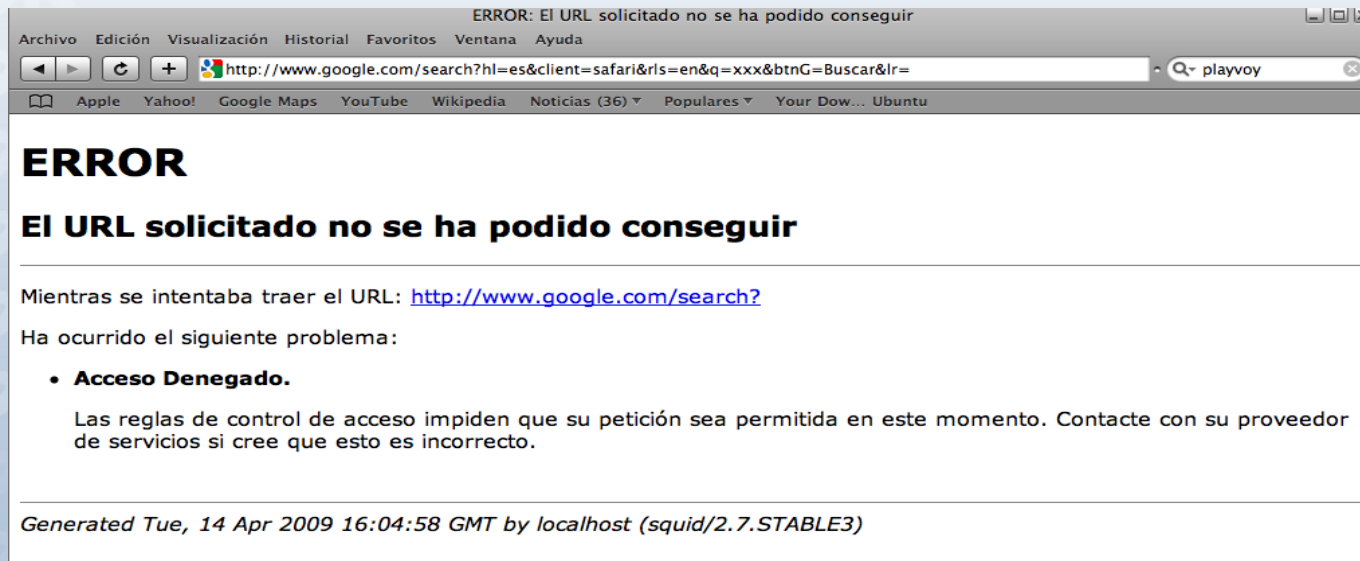 ERROR: El URL solicitado no se ha podido conseguir
Archivo Edición Visualización Historial Favoritos Ventana Ayuda
http://www.google.com/search?hl=es&client=safari&rls=en&q=xxx&btnG=Buscar&lr= playvoy
Apple Yahoo! Google Maps YouTube Wikipedia Noticias (36) Populares Your Dow... Ubuntu
ERROR
El URL solicitado no se ha podido conseguir
Mientras se intentaba traer el URL: http://www.google.com/search?
Ha ocurrido el siguiente problema:
• Acceso Denegado.
Las reglas de control de acceso impiden que su petición sea permitida en este momento. Contacte con su proveedor
de servicios si cree que esto es incorrecto.
Generated Tue, 14 Apr 2009 16:04:58 GMT by localhost (squid/2.7.STABLE3)